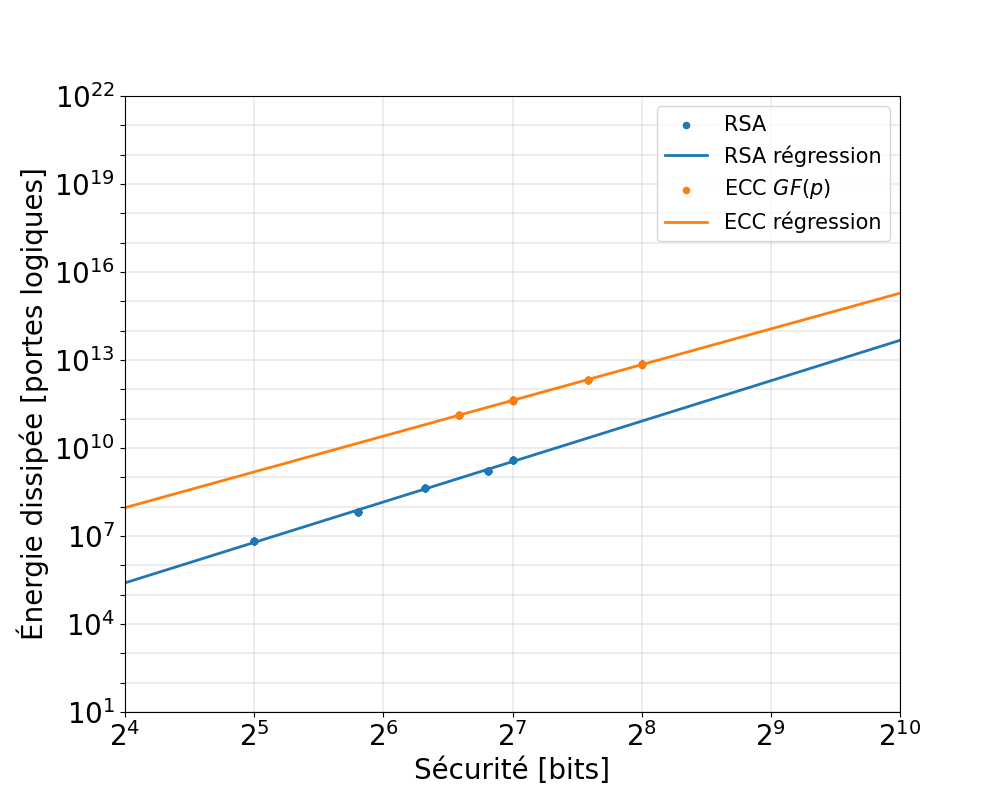 10^22
10^19
10^16
10^13
10^10
10^7
10^4
10^1
Énergie dissipée [portes logiques]
RSA
RSA régression
ECC GF(p)
ECC régression
2^4 2^5 2^6 2^7 2^8 2^9 2^10
Sécurité [bits]